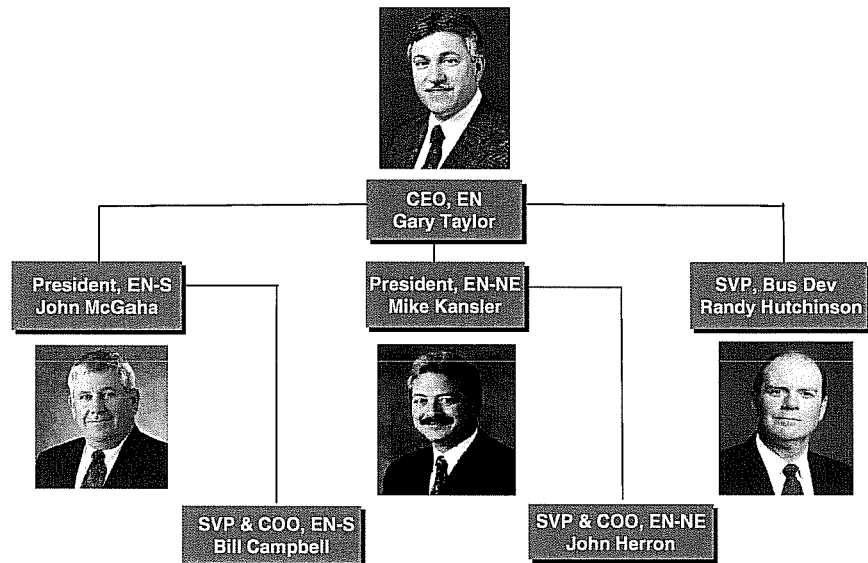 CEO, EN
Gary Taylor
President, EN-S
John McGaha
President, EN-NE
Mike Kansler
SVP, Bus Dev
Randy Hutchinson
SVP & COO, EN-S
Bill Campbell
SVP & COO, EN-NE
John Herron